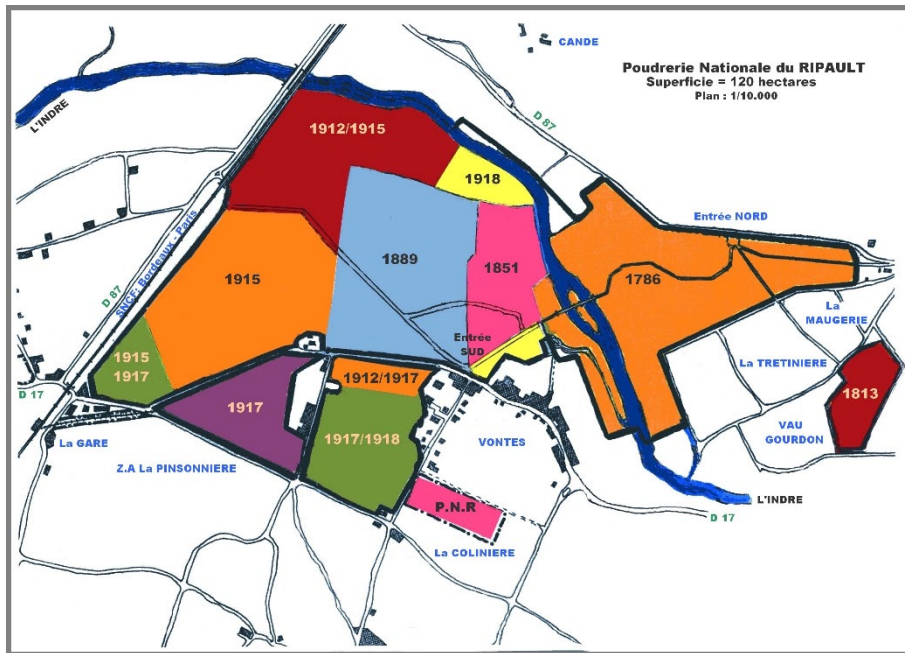 CANDE
Poudrerie Nationale du RIPAULT
Superficie = 120 hectares
Plan : 1/10.000
L'INDRE
D 87
1912/1915
1918
Entrée NORD
SNCF: Bordeaux - Paris
D 87
1915
1889
1851
1786
La
MAUGERIE
Entrée
SUD
La TRETINIERE
1915
1917
1912/1917
1813
D 17
1917
VAU
GOURDON
La GARE
1917/1918
VONTES
Z.A La PINSONNIERE
P.N.R
L'INDRE
D 17
La COLINIERE